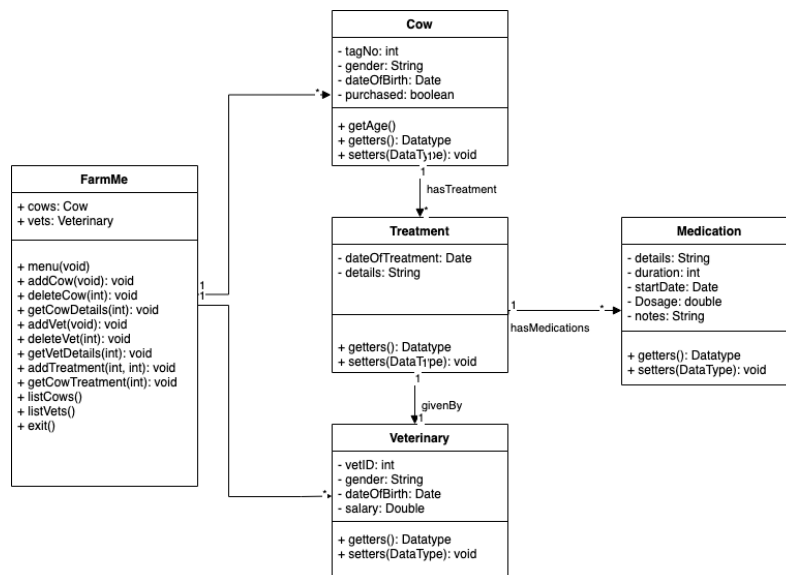 Cow
- tagNo: int
- gender: String
- dateOfBirth: Date
- purchased: boolean
+ getAge()
+ getters(): Datatype
+ setters(DataType): void
1
hasTreatment
*
FarmMe
+ cows: Cow
+ vets: Veterinary
+ menu(void)
+ addCow(void): void
+ deleteCow(int): void
+ getCowDetails(int): void
+ addVet(void): void
+ deleteVet(int): void
+ getVetDetails(int): void
+ addTreatment(int, int): void
+ getCowTreatment(int): void
+ listCows()
+ listVets()
+ exit()
1
*
1
*
Treatment
- dateOfTreatment: Date
- details: String
+ getters(): Datatype
+ setters(DataType): void
1
*
hasMedications
Medication
- details: String
- duration: int
- startDate: Date
- Dosage: double
- notes: String
+ getters(): Datatype
+ setters(DataType): void
1
givenBy
1
Veterinary
- vetID: int
- gender: String
- dateOfBirth: Date
- salary: Double
+ getters(): Datatype
+ setters(DataType): void